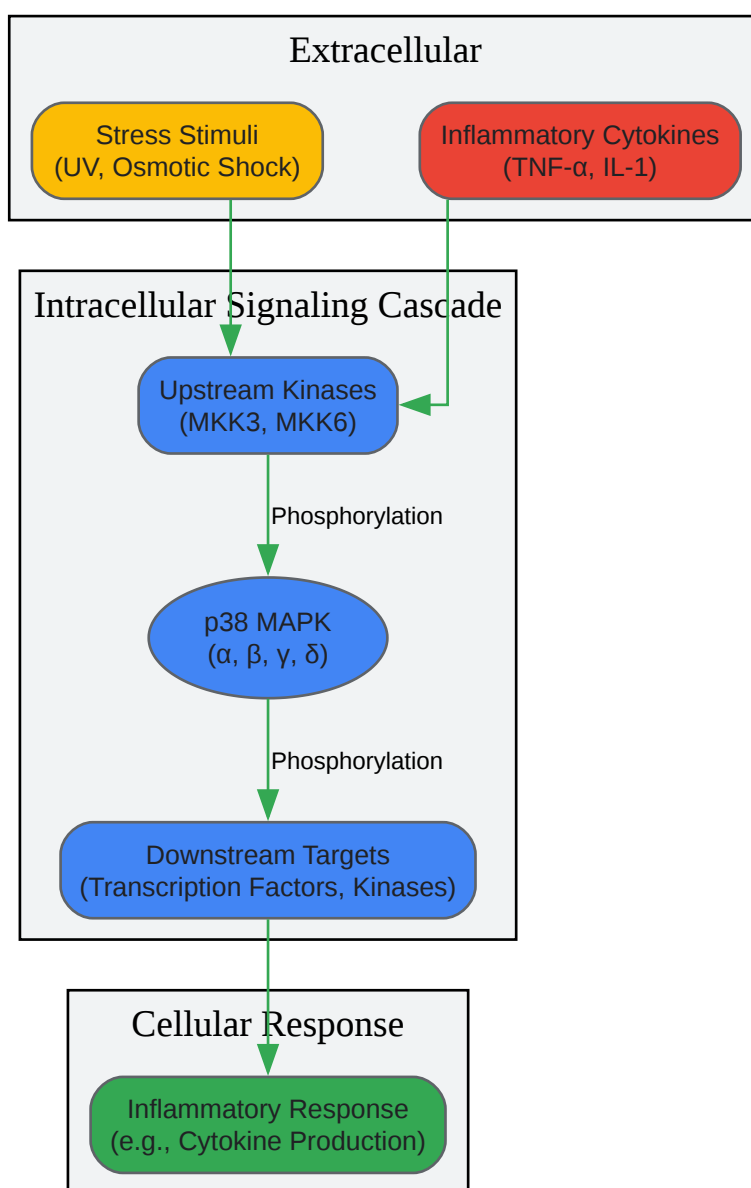 Extracellular
Stress Stimuli
(UV, Osmotic Shock)
Inflammatory Cytokines
(TNF-α, IL-1)
Intracellular Signaling Cascade
Upstream Kinases
(MKK3, MKK6)
Phosphorylation
p38 MAPK
(α, β, γ, δ)
Phosphorylation
Downstream Targets
(Transcription Factors, Kinases)
Cellular Response
Inflammatory Response
(e.g., Cytokine Production)